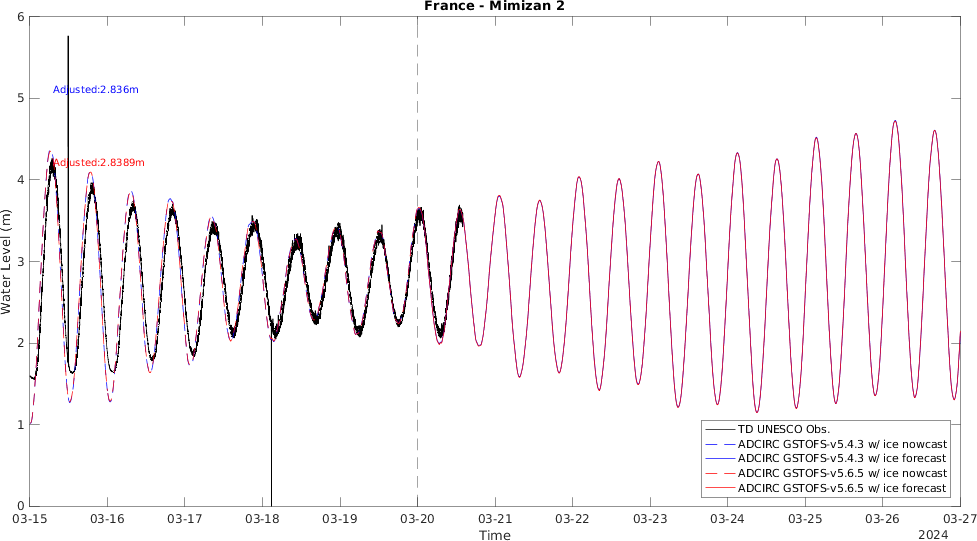 France - Mimizan 2
6
5
4
3
2
1
0
Water Level (m)
Adjusted:2.836m
Adjusted:2.8389m
TD UNESCO Obs.
ADCIRC GSTOFS-v5.4.3 w/ ice nowcast
ADCIRC GSTOFS-v5.4.3 w/ ice forecast
ADCIRC GSTOFS-v5.6.5 w/ ice nowcast
ADCIRC GSTOFS-v5.6.5 w/ ice forecast
03-15 03-16 03-17 03-18 03-19 03-20 03-21 03-22 03-23 03-24 03-25 03-26 03-27
Time
2024